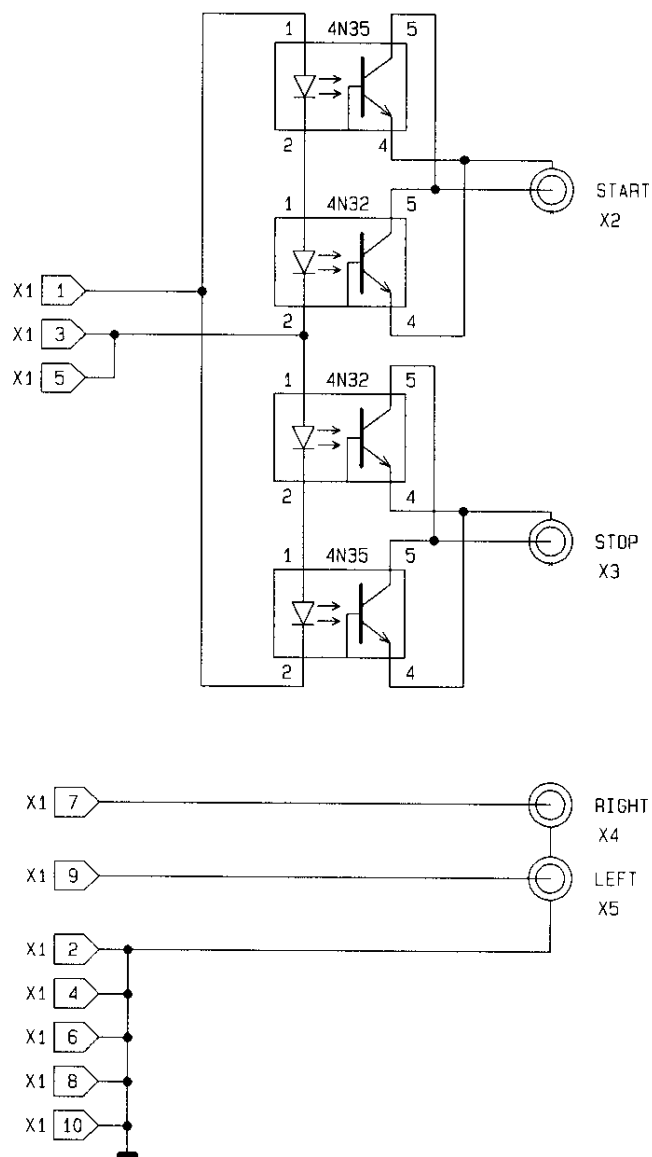 1 4N35 5
2 4
START
X2
1 4N32 5
2 4
X1 1
X1 3
X1 5
1 4N32 5
2 4
STOP
X3
1 4N35 5
2 4
X1 7
RIGHT
X4
X1 9
LEFT
X5
X1 2
X1 4
X1 6
X1 8
X1 10